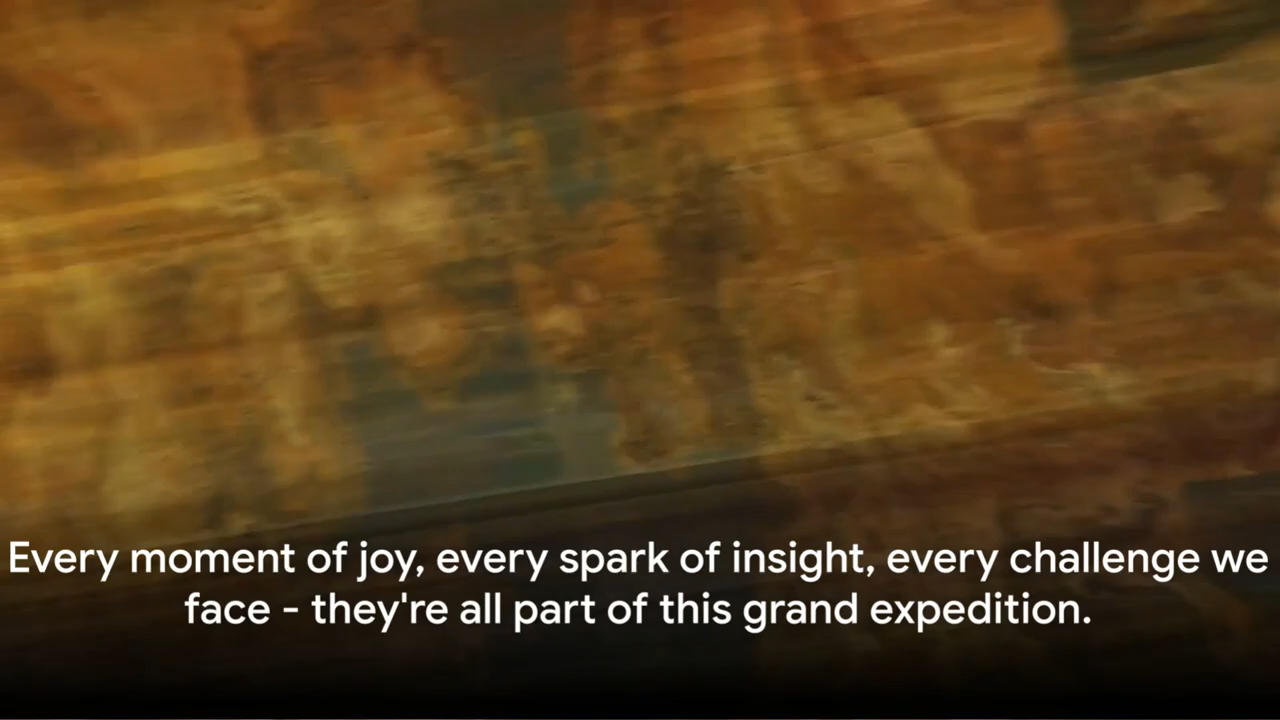 Every moment of joy, every spark of insight, every challenge we
face - they're all part of this grand expedition.